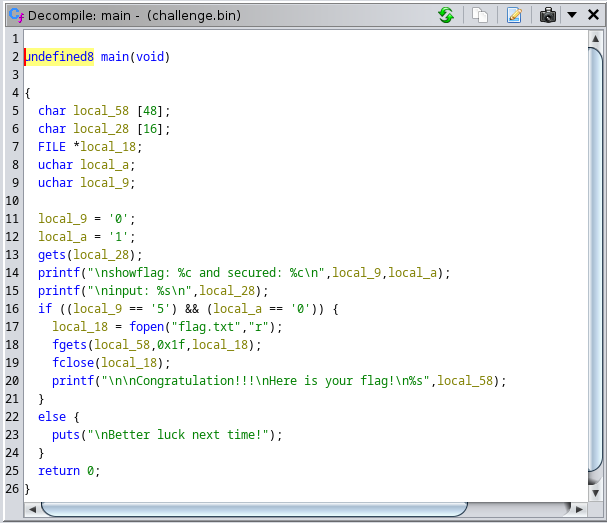 Decompile: main - (challenge.bin)
1
2 undefined8 main(void)
3
4 {
5 char local_58 [48];
6 char local_28 [16];
7 FILE *local_18;
8 uchar local_a;
9 uchar local_9;
10
11 local_9 = '0';
12 local_a = '1';
13 gets(local_28);
14 printf("\nshowflag: %c and secured: %c\n",local_9,local_a);
15 printf("\ninput: %s\n",local_28);
16 if ((local_9 == '5') && (local_a == '0')) {
17 local_18 = fopen("flag.txt","r");
18 fgets(local_58,0x1f,local_18);
19 fclose(local_18);
20 printf("\n\nCongratulation!!!\nHere is your flag!\n%s",local_58);
21 }
22 else {
23 puts("\nBetter luck next time!");
24 }
25 return 0;
26 }